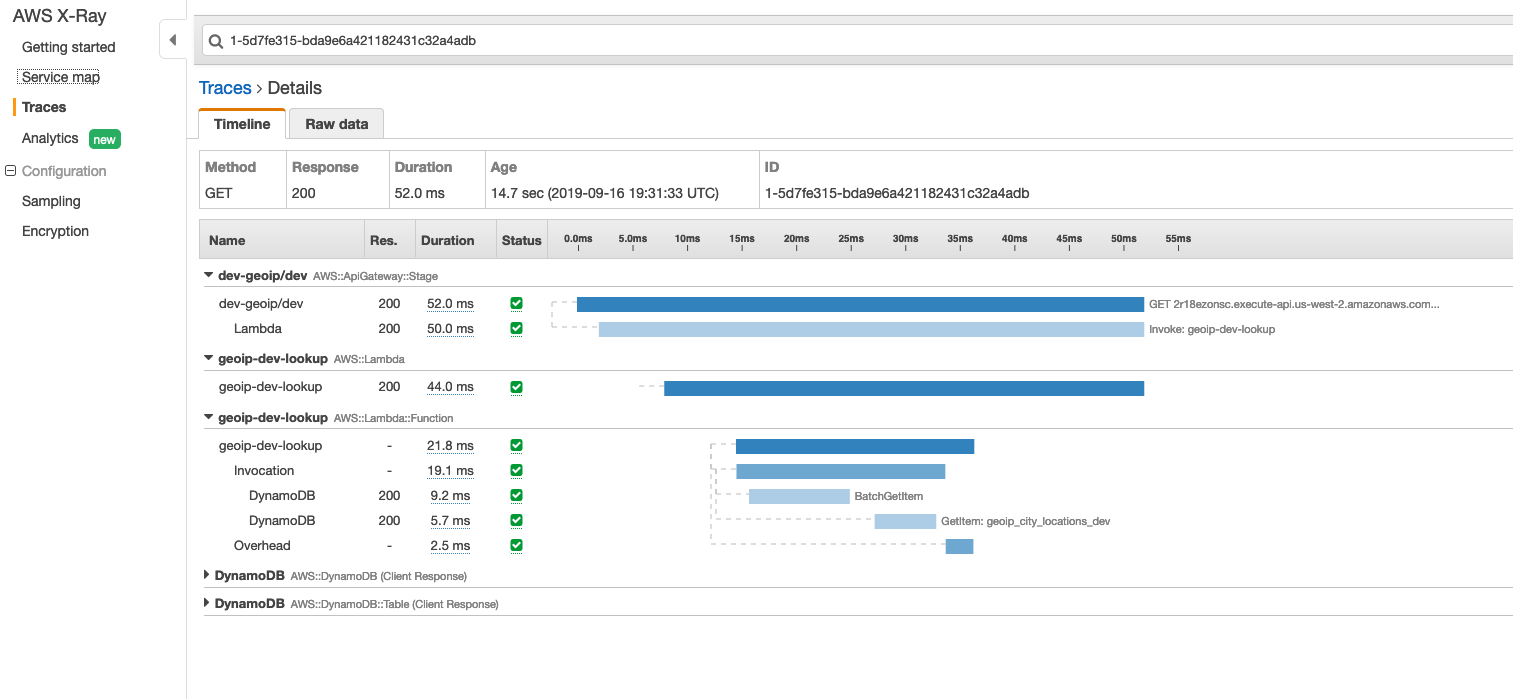 AWS X-Ray
Getting started
Service map
Traces
Analytics new
Configuration
Sampling
Encryption
1-5d7fe315-bda9e6a421182431c32a4adb
Traces > Details
Timeline Raw data
Method Response Duration Age ID
GET 200 52.0 ms 14.7 sec (2019-09-16 19:31:33 UTC) 1-5d7fe315-bda9e6a421182431c32a4adb
Name Res. Duration Status 0.0ms 5.0ms 10ms 15ms 20ms 25ms 30ms 35ms 40ms 45ms 50ms 55ms
dev-geoip/dev AWS::ApiGateway::Stage
dev-geoip/dev 200 52.0 ms GET 2r18ezonsc.execute-api.us-west-2.amazonaws.com...
Lambda 200 50.0 ms Invoke: geoip-dev-lookup
geoip-dev-lookup AWS::Lambda
geoip-dev-lookup 200 44.0 ms
geoip-dev-lookup AWS::Lambda::Function
geoip-dev-lookup - 21.8 ms
Invocation - 19.1 ms
DynamoDB 200 9.2 ms BatchGetItem
DynamoDB 200 5.7 ms GetItem: geoip_city_locations_dev
Overhead - 2.5 ms
DynamoDB AWS::DynamoDB (Client Response)
DynamoDB AWS::DynamoDB::Table (Client Response)